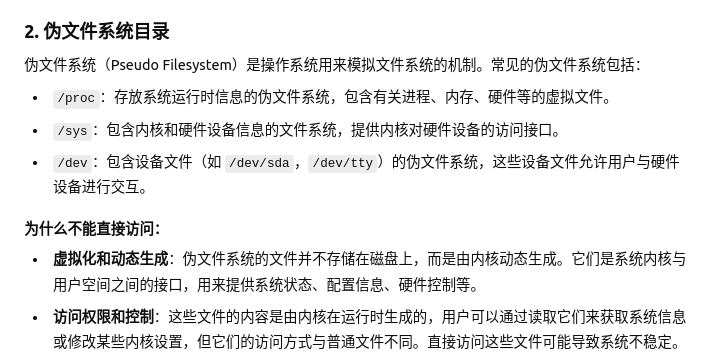 2. 伪文件系统目录
伪文件系统（Pseudo Filesystem）是操作系统用来模拟文件系统的机制。常见的伪文件系统包括：
• /proc：存放系统运行时信息的伪文件系统，包含有关进程、内存、硬件等的虚拟文件。
• /sys：包含内核和硬件设备信息的文件系统，提供内核对硬件设备的访问接口。
• /dev：包含设备文件（如 /dev/sda，/dev/tty）的伪文件系统，这些设备文件允许用户与硬件
设备进行交互。
为什么不能直接访问：
• 虚拟化和动态生成：伪文件系统的文件并不存储在磁盘上，而是由内核动态生成。它们是系统内核与
用户空间之间的接口，用来提供系统状态、配置信息、硬件控制等。
• 访问权限和控制：这些文件的内容是由内核在运行时生成的，用户可以通过读取它们来获取系统信息
或修改某些内核设置，但它们的访问方式与普通文件不同。直接访问这些文件可能导致系统不稳定。